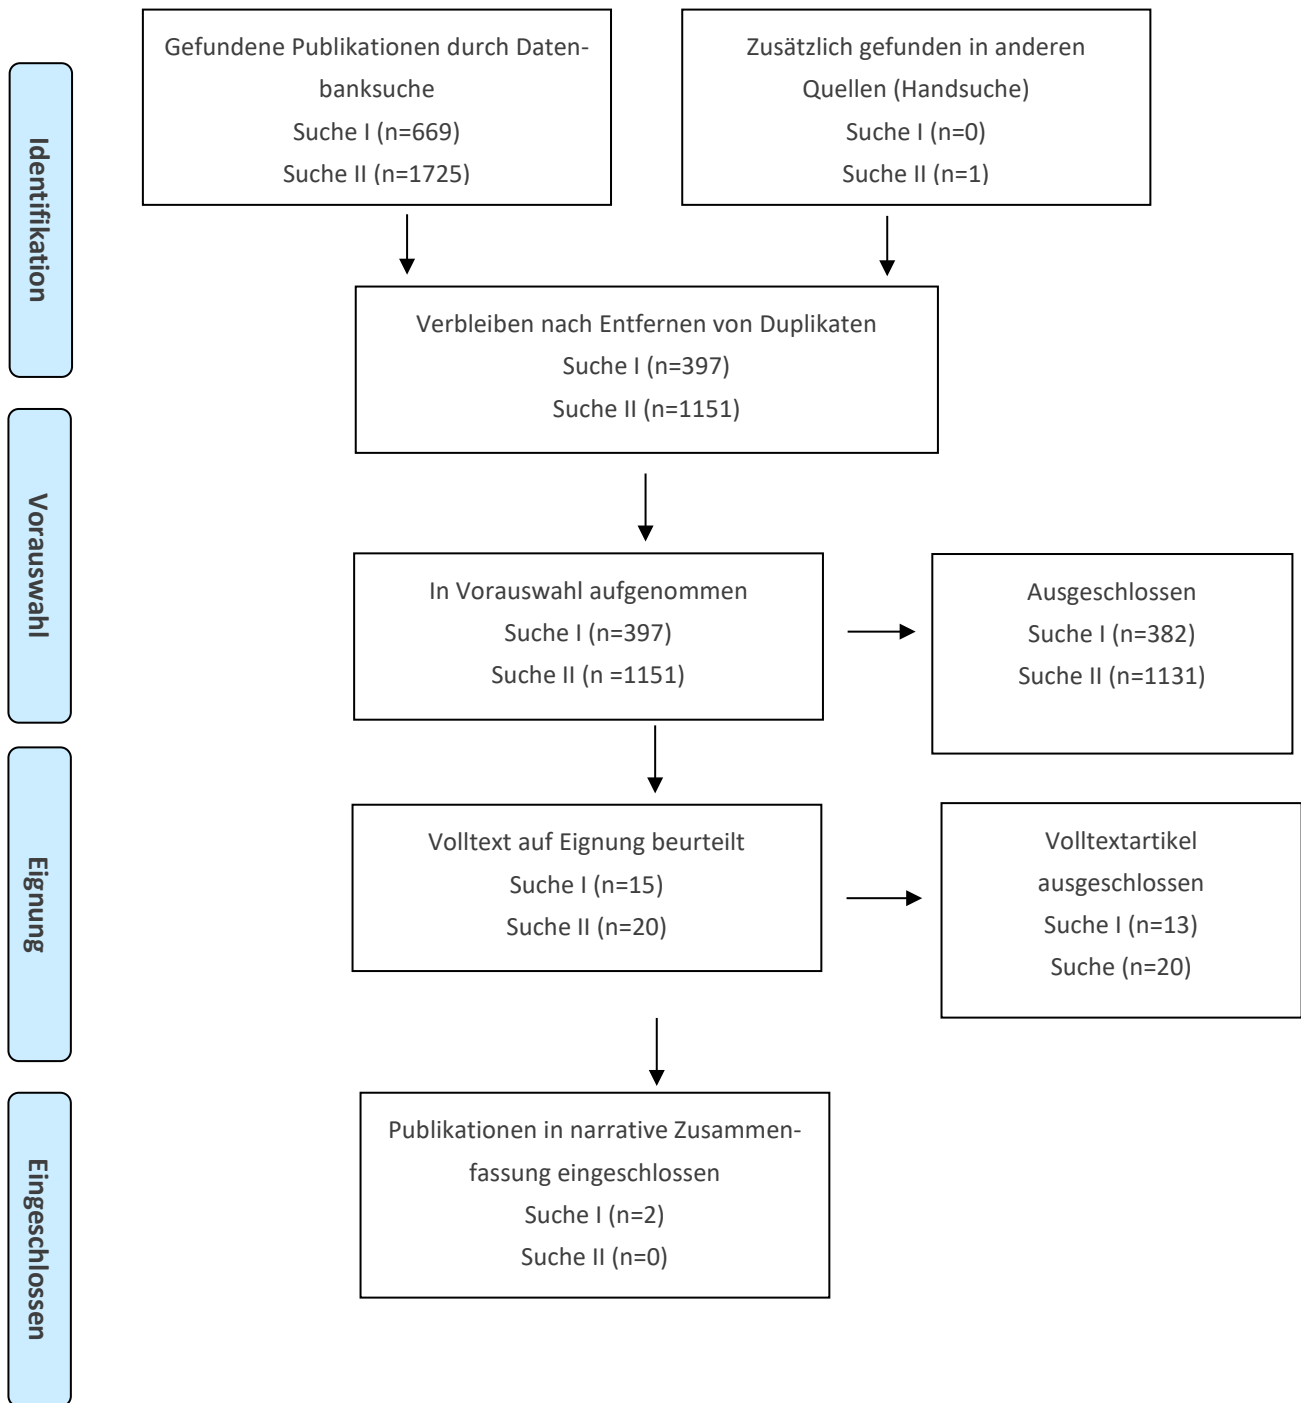 Identifikation
Gefundene Publikationen durch Daten-
banksuche
Suche I (n=669)
Suche II (n=1725)
Zusätzlich gefunden in anderen
Quellen (Handsuche)
Suche I (n=0)
Suche II (n=1)
Verbleiben nach Entfernen von Duplikaten
Suche I (n=397)
Suche II (n=1151)
Vorauswahl
In Vorauswahl aufgenommen
Suche I (n=397)
Suche II (n =1151)
Ausgeschlossen
Suche I (n=382)
Suche II (n=1131)
Eignung
Volltext auf Eignung beurteilt
Suche I (n=15)
Suche II (n=20)
Volltextartikel
ausgeschlossen
Suche I (n=13)
Suche (n=20)
Eingeschlossen
Publikationen in narrative Zusammen-
fassung eingeschlossen
Suche I (n=2)
Suche II (n=0)